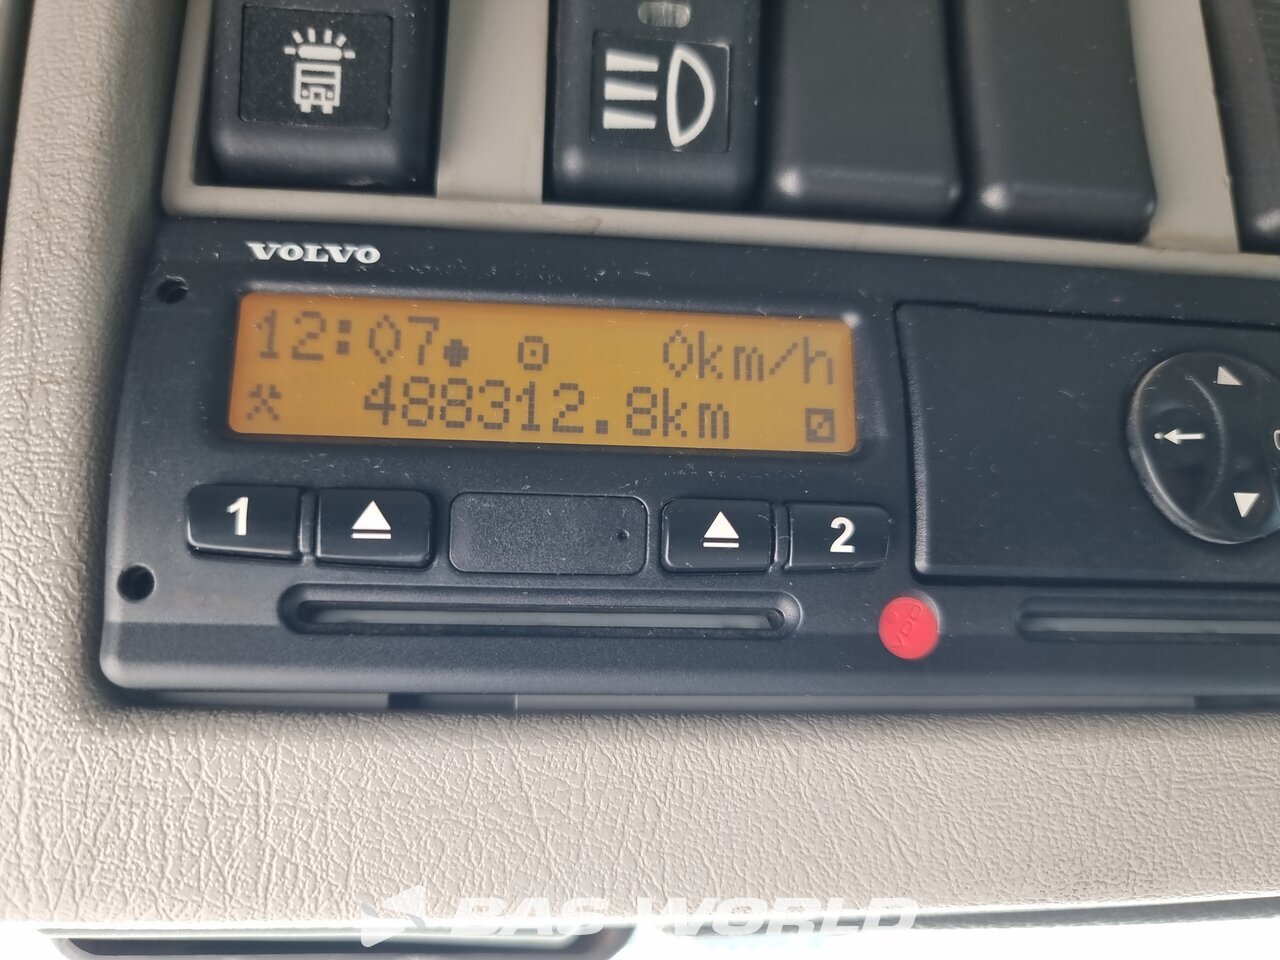 VOLVO
12:07 0km/h
488312.8km
1 2
VDO
BAS WORLD